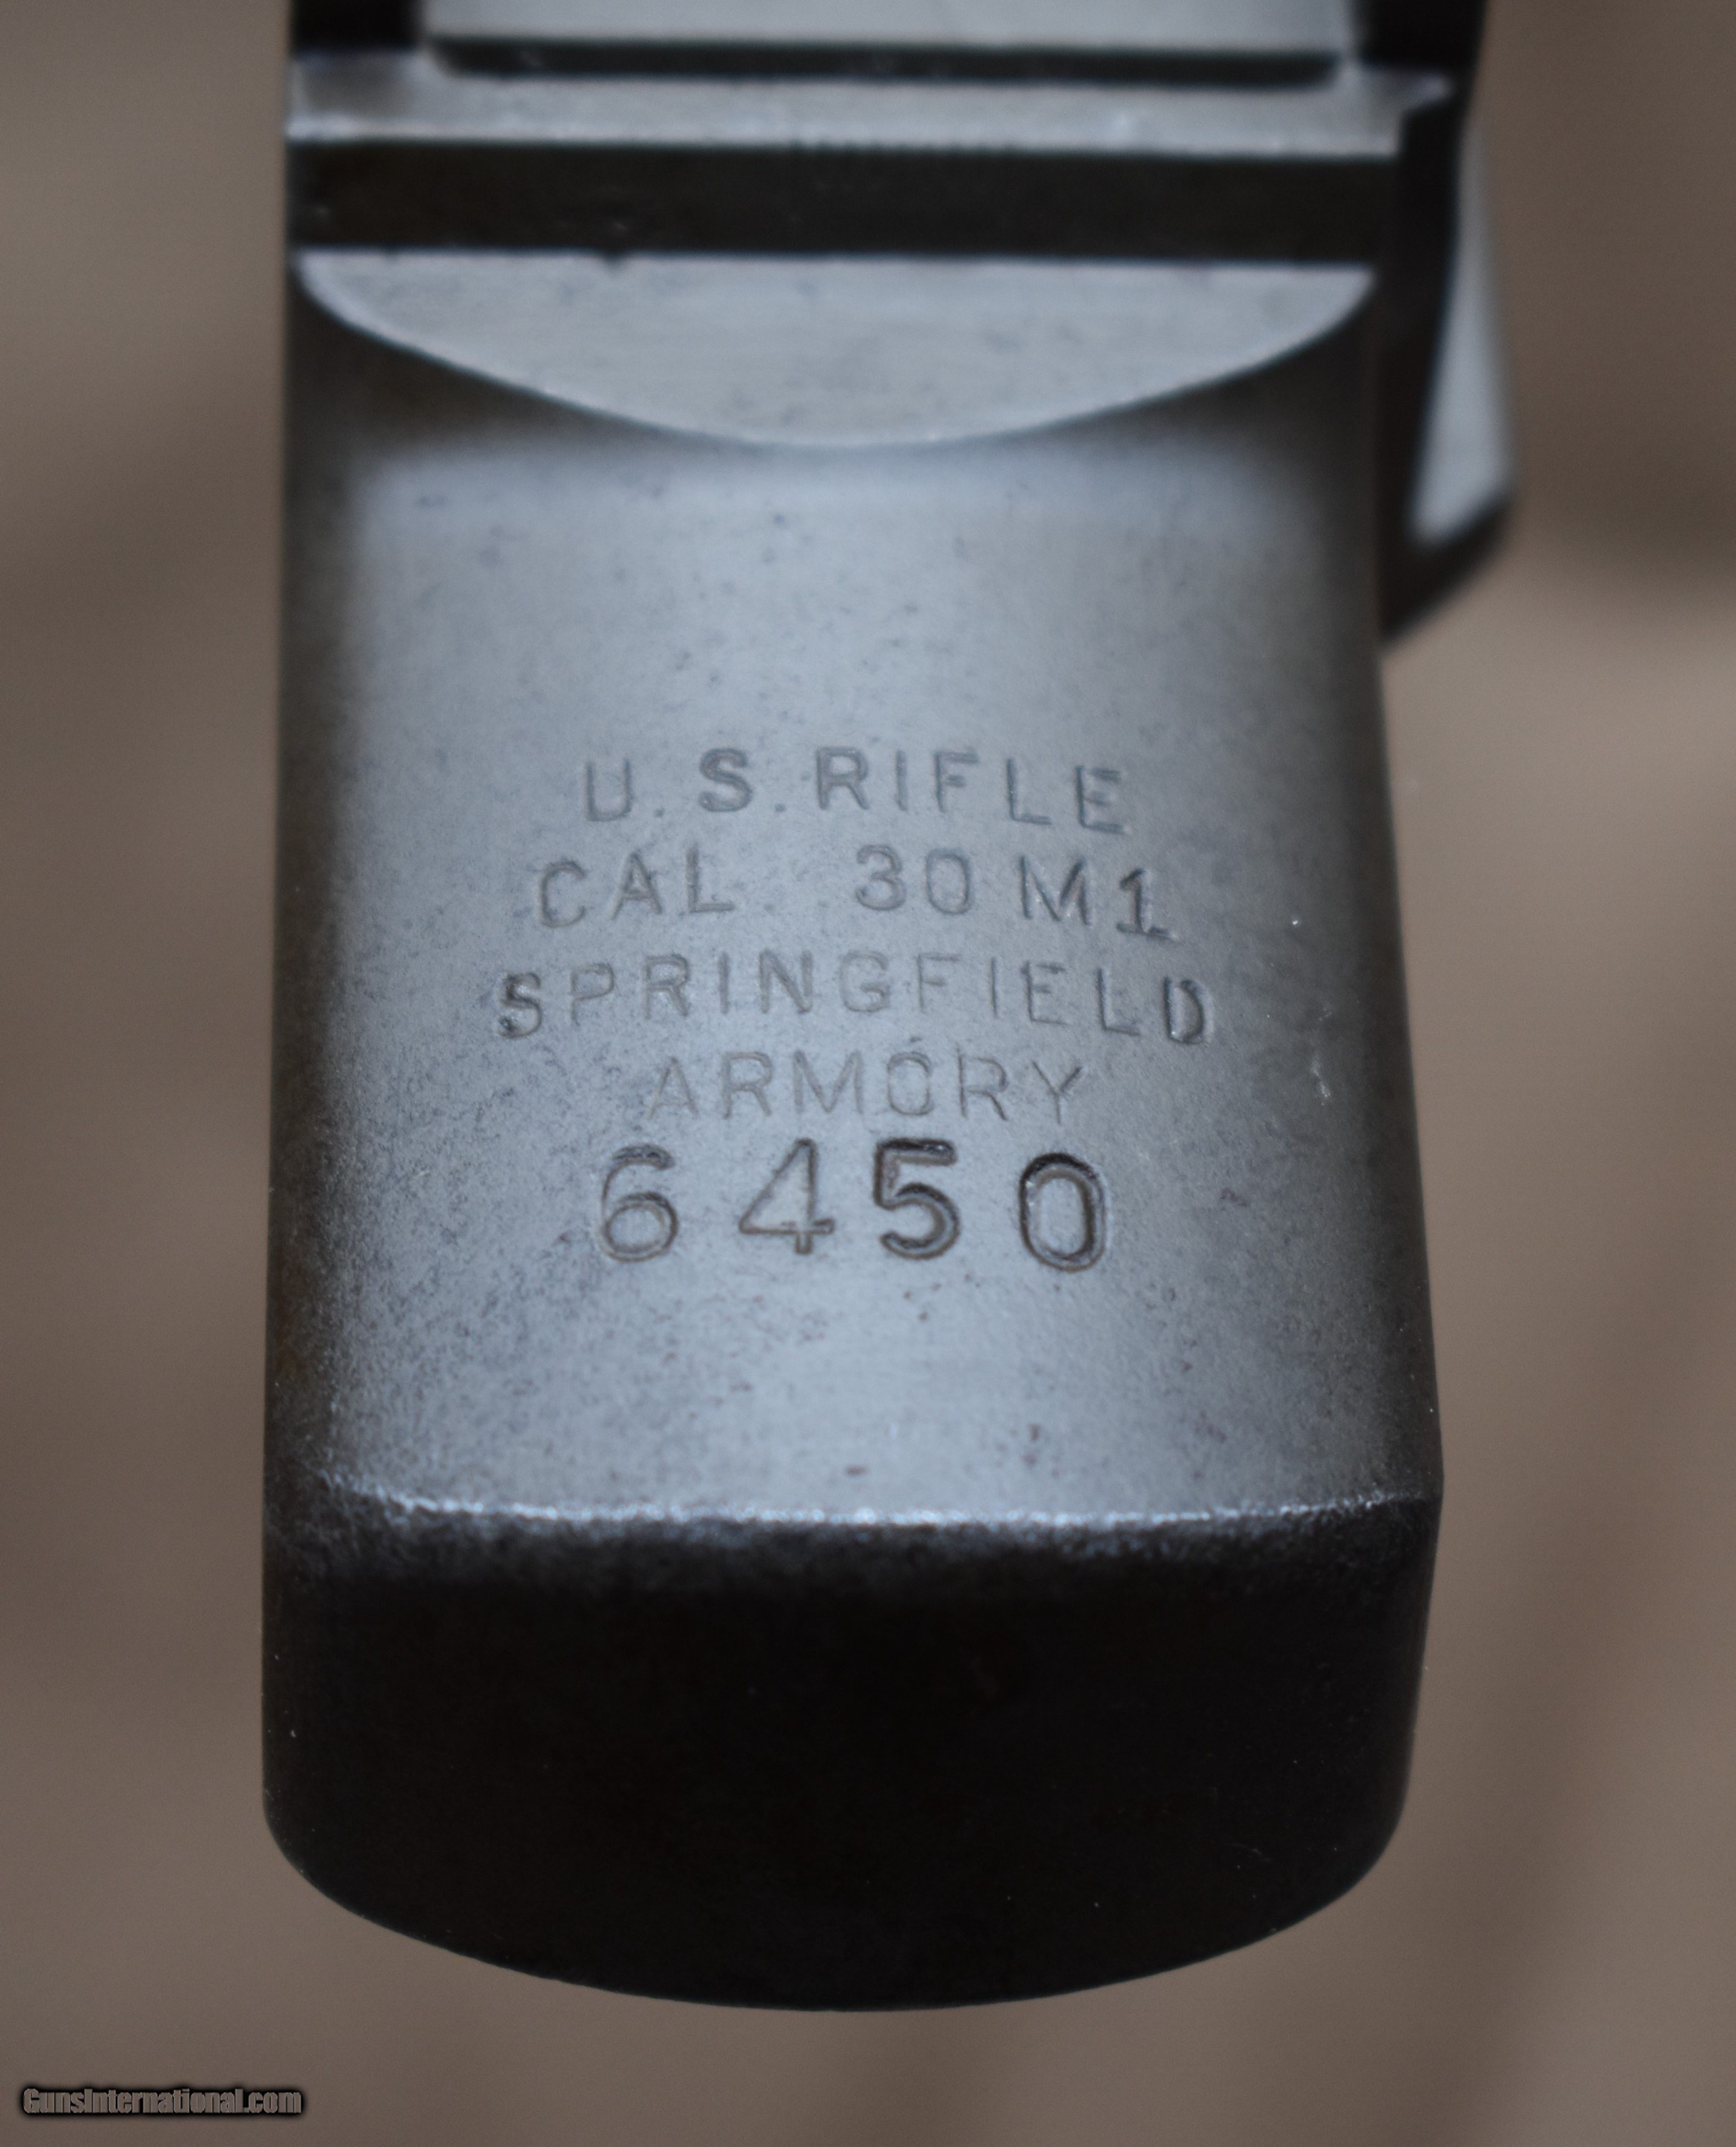 U.S. RIFLE
CAL. .30 M1
SPRINGFIELD
ARMORY
6450
GunsInternational.com